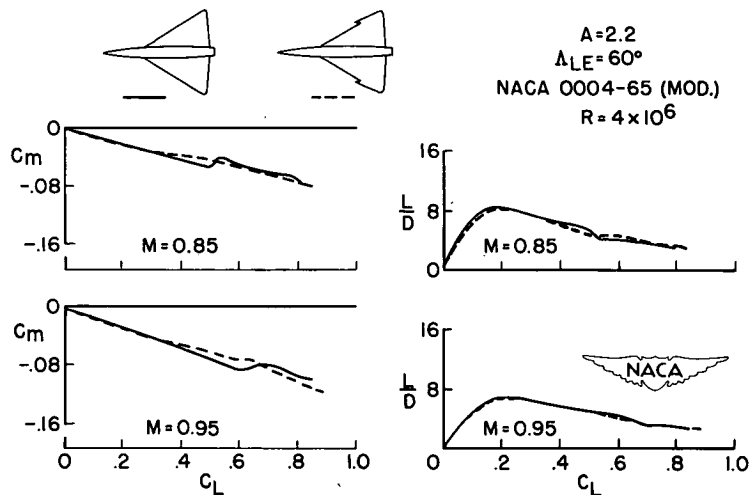 A=2.2
ΛLE=60°
NACA 0004-65 (MOD.)
R=4×10⁶
0
Cm
-.08
-.16
M=0.85
16
L/D
8
0
M=0.85
0
Cm
-.08
-.16
M=0.95
0 .2 .4 .6 .8 1.0
CL
16
L/D
8
0
M=0.95
NACA
0 .2 .4 .6 .8 1.0
CL